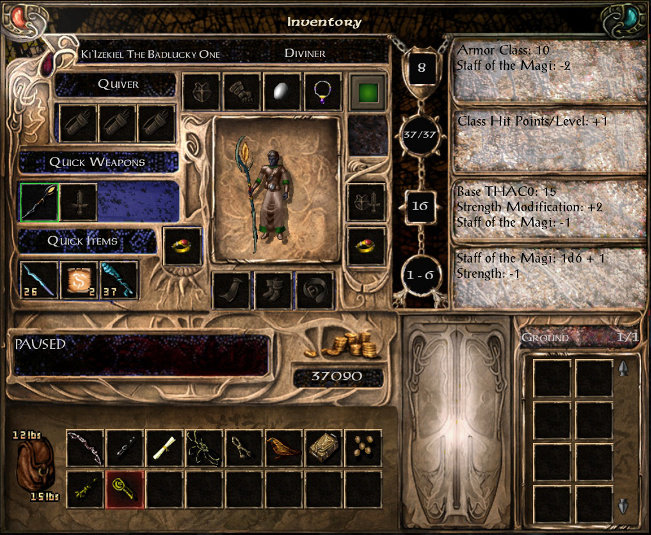 Inventory
Ki'Izekiel The Badlucky One
Diviner
Quiver
Quick Weapons
Quick Items
26
S
2
37
8
37/37
16
1 - 6
Armor Class: 10
Staff of the Magi: -2
Class Hit Points/Level: +1
Base THAC0: 15
Strength Modification: +2
Staff of the Magi: -1
Staff of the Magi: 1d6 + 1
Strength: -1
PAUSED
37090
Ground 1/1
12 lbs
15 lbs